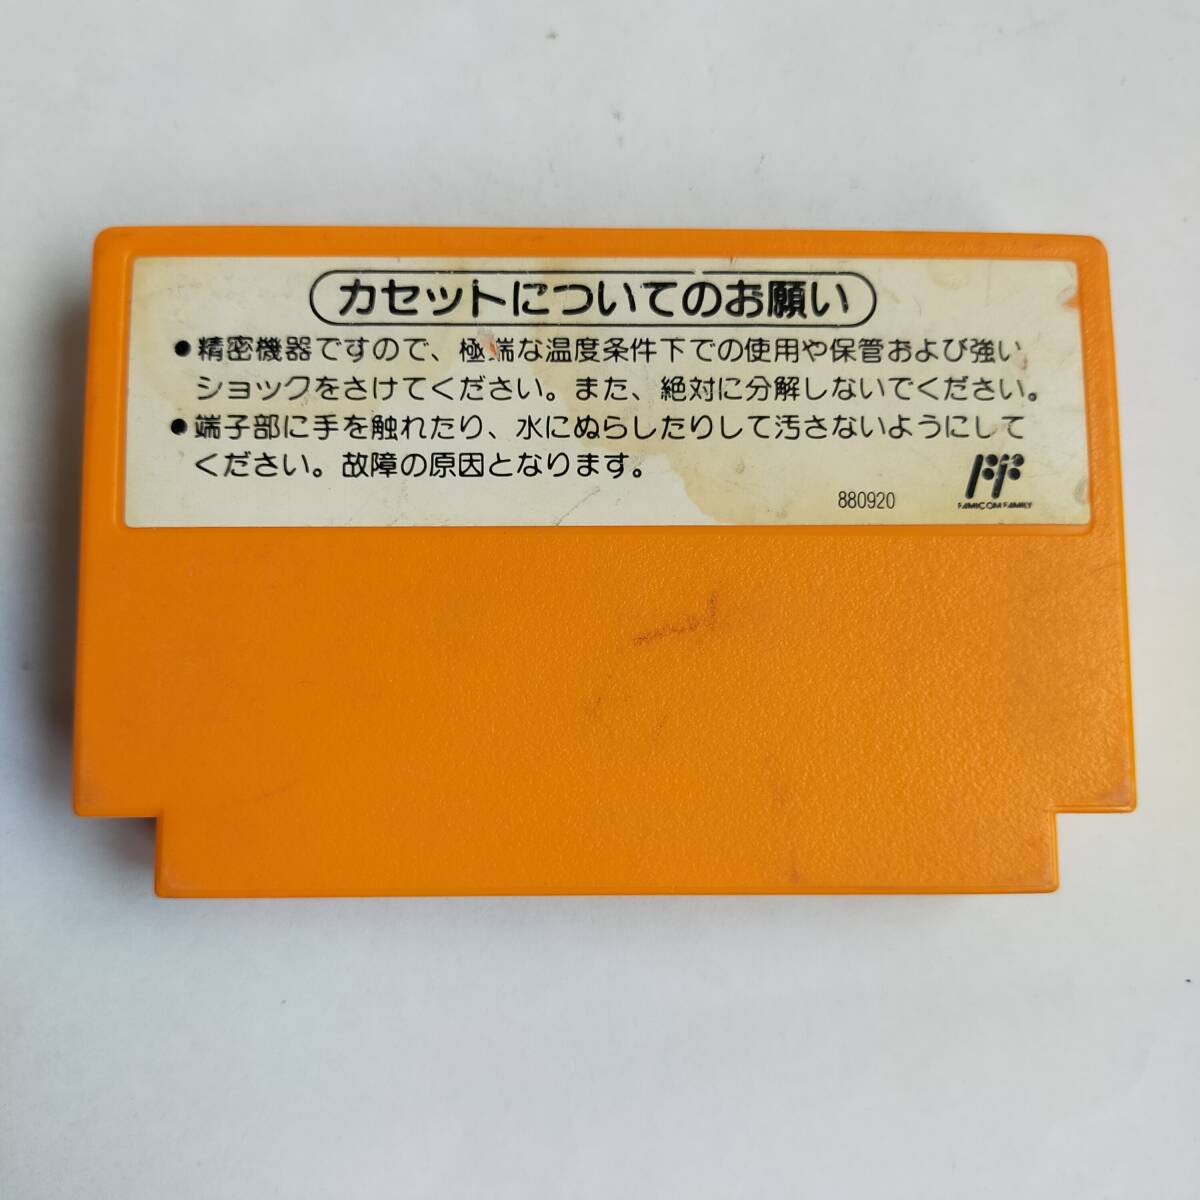 カセットについてのお願い
●精密機器ですので、極端な温度条件下での使用や保管および強い
ショックをさけてください。また、絶対に分解しないでください。
●端子部に手を触れたり、水にぬらしたりして汚さないようにして
ください。故障の原因となります。
880920
FF
FAMICOM FAMILY